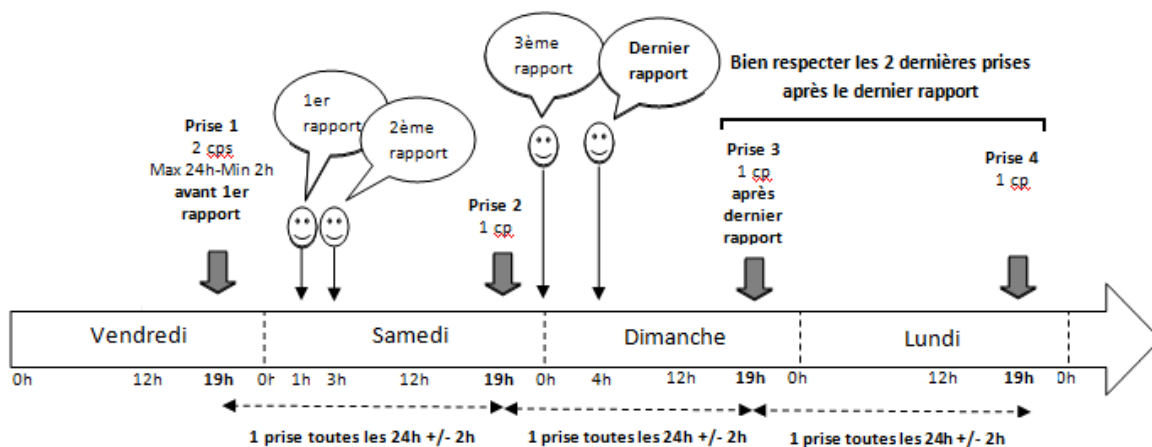 3ème
rapport
Dernier
rapport
Bien respecter les 2 dernières prises
après le dernier rapport
1er
rapport
2ème
rapport
Prise 1
2 cps
Max 24h-Min 2h
avant 1er
rapport
Prise 2
1 cp
Prise 3
1 cp
après
dernier
rapport
Prise 4
1 cp
Vendredi Samedi Dimanche Lundi
0h 12h 19h 0h 1h 3h 12h 19h 0h 4h 12h 19h 0h 12h 19h 0h
1 prise toutes les 24h +/- 2h 1 prise toutes les 24h +/- 2h 1 prise toutes les 24h +/- 2h